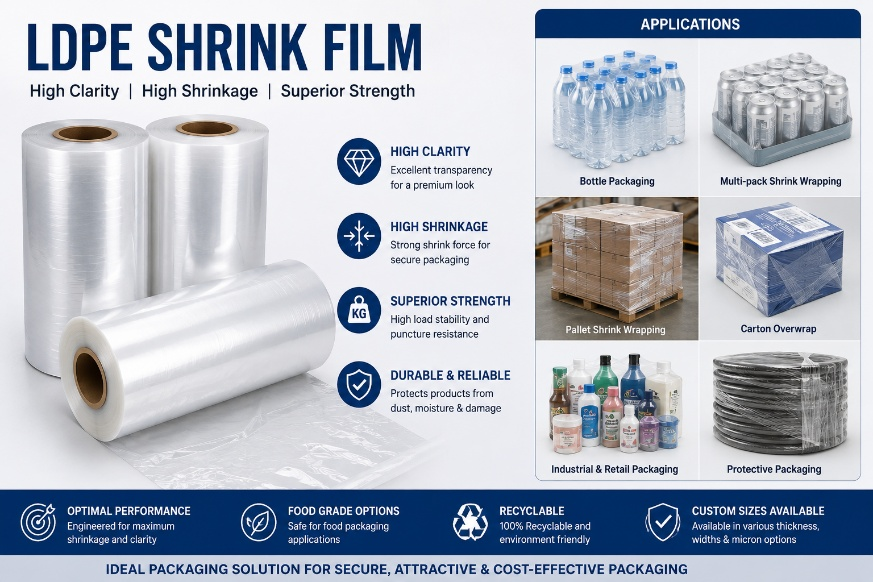 LDPE SHRINK FILM
High Clarity | High Shrinkage | Superior Strength
HIGH CLARITY
Excellent transparency
for a premium look
HIGH SHRINKAGE
Strong shrink force for
secure packaging
KG
SUPERIOR STRENGTH
High load stability and
puncture resistance
DURABLE & RELIABLE
Protects products from
dust, moisture & damage
APPLICATIONS
Bottle Packaging
Multi-pack Shrink Wrapping
Pallet Shrink Wrapping
Carton Overwrap
Industrial & Retail Packaging
Protective Packaging
OPTIMAL PERFORMANCE
Engineered for maximum
shrinkage and clarity
FOOD GRADE OPTIONS
Safe for food packaging
applications
RECYCLABLE
100% Recyclable and
environment friendly
CUSTOM SIZES AVAILABLE
Available in various thickness,
widths & micron options
IDEAL PACKAGING SOLUTION FOR SECURE, ATTRACTIVE & COST-EFFECTIVE PACKAGING